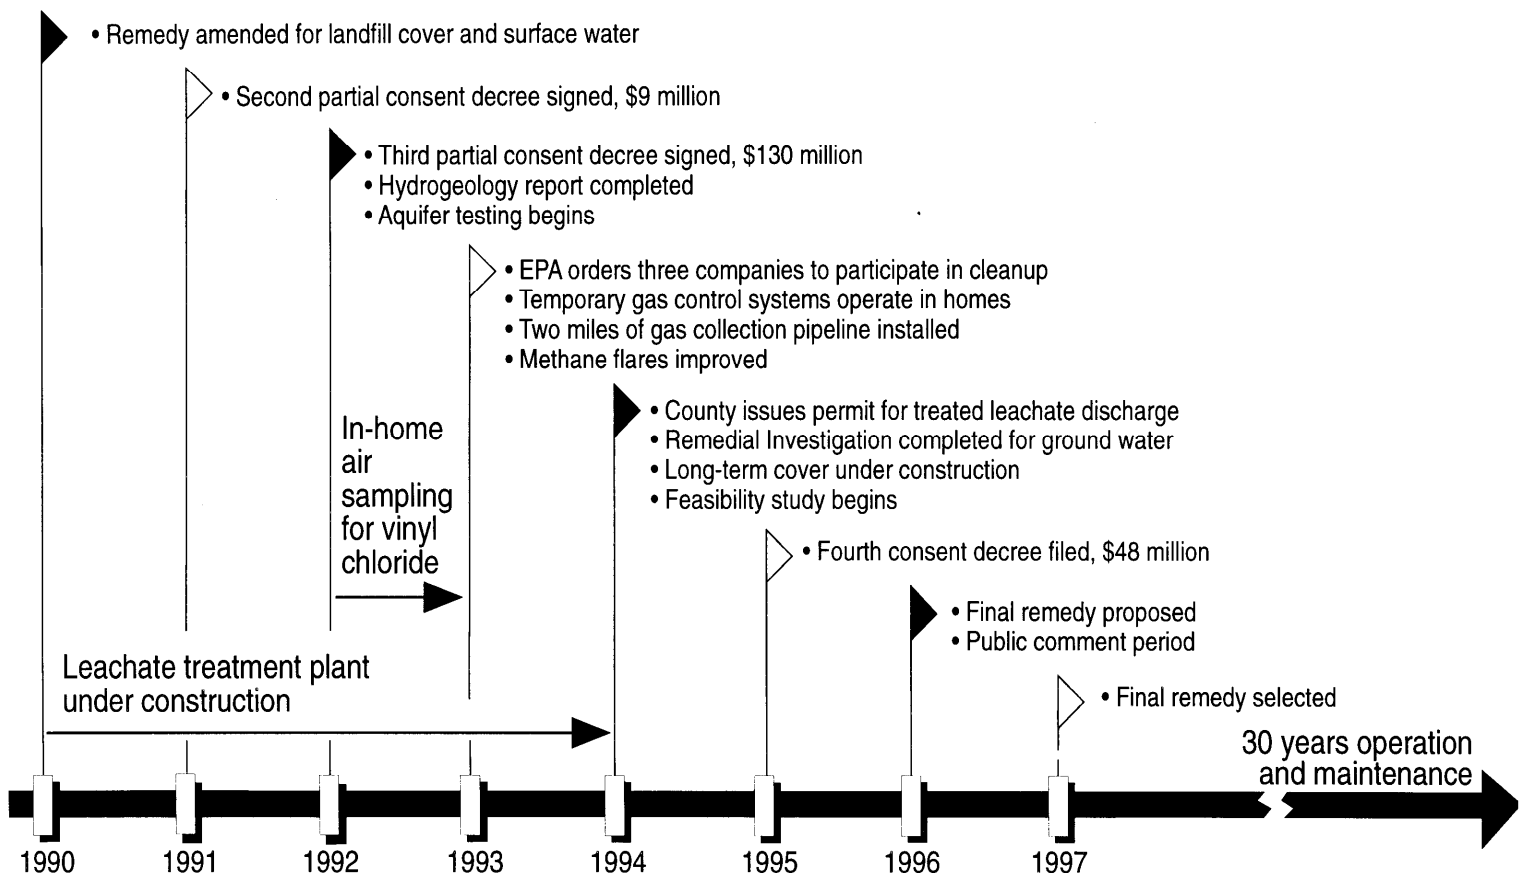 • Remedy amended for landfill cover and surface water
• Second partial consent decree signed, $9 million
• Third partial consent decree signed, $130 million
• Hydrogeology report completed
• Aquifer testing begins
• EPA orders three companies to participate in cleanup
• Temporary gas control systems operate in homes
• Two miles of gas collection pipeline installed
• Methane flares improved
• County issues permit for treated leachate discharge
• Remedial Investigation completed for ground water
• Long-term cover under construction
• Feasibility study begins
In-home
air
sampling
for vinyl
chloride
• Fourth consent decree filed, $48 million
• Final remedy proposed
• Public comment period
Leachate treatment plant
under construction
• Final remedy selected
30 years operation
and maintenance
1990 1991 1992 1993 1994 1995 1996 1997